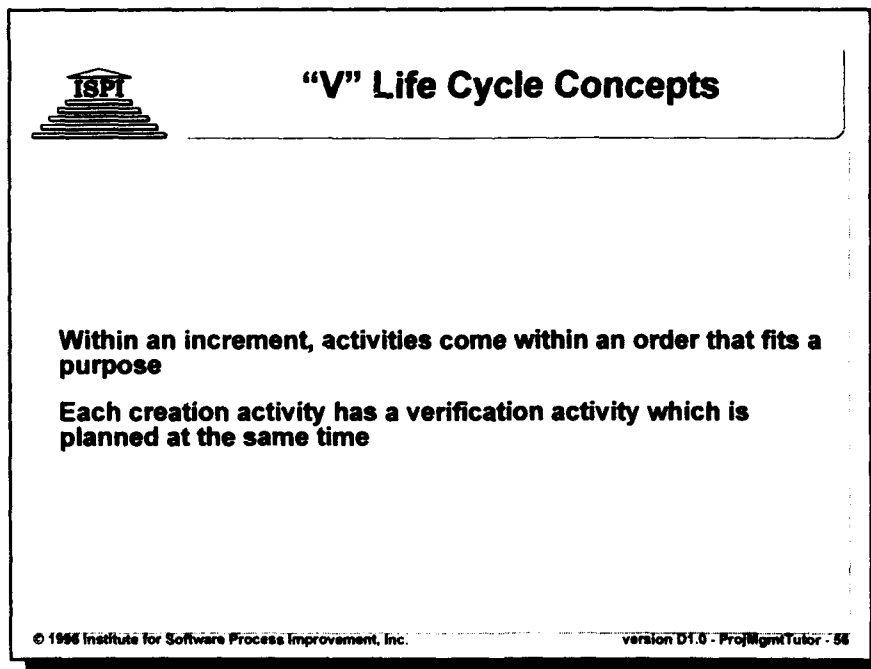 ISPI
“V” Life Cycle Concepts
Within an increment, activities come within an order that fits a
purpose
Each creation activity has a verification activity which is
planned at the same time
© Institute for Software Process Improvement, Inc.
version D1.0 - ProjMgmtTutor -